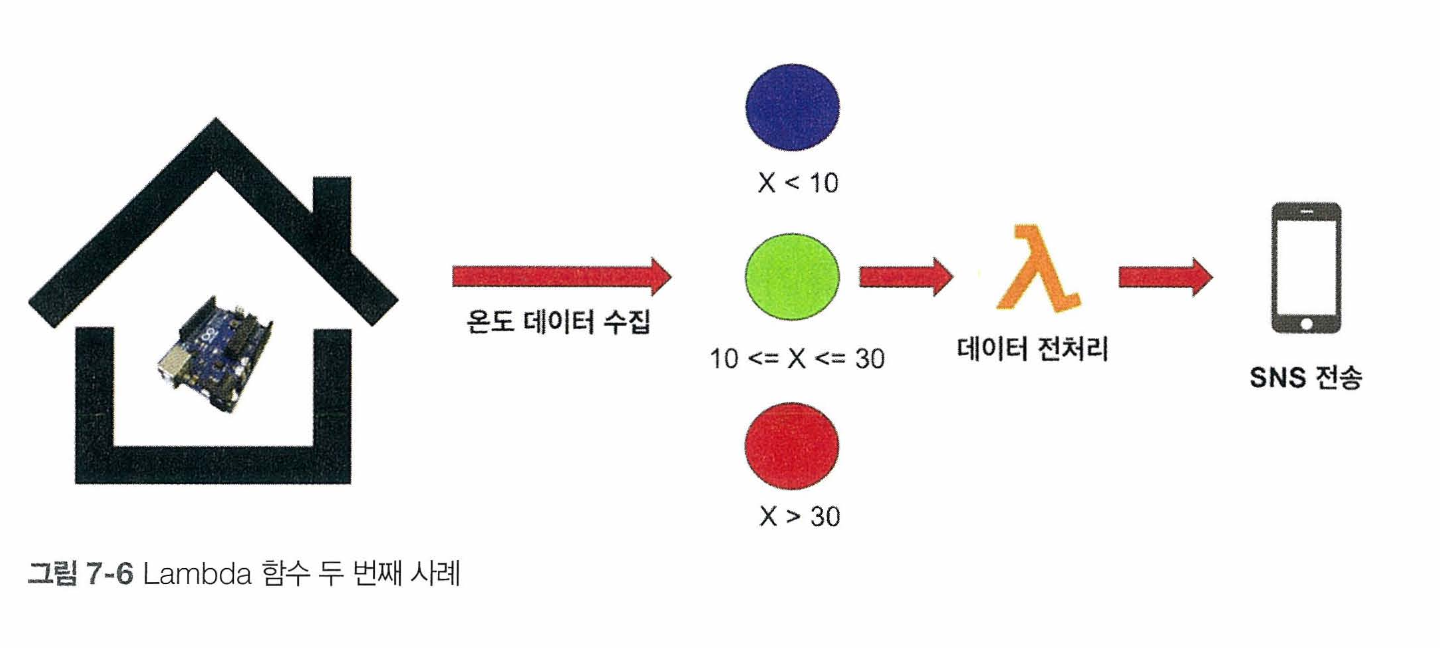 X < 10
온도 데이터 수집
10 <= X <= 30
데이터 전처리
SNS 전송
X > 30
그림 7-6 Lambda 함수 두 번째 사례